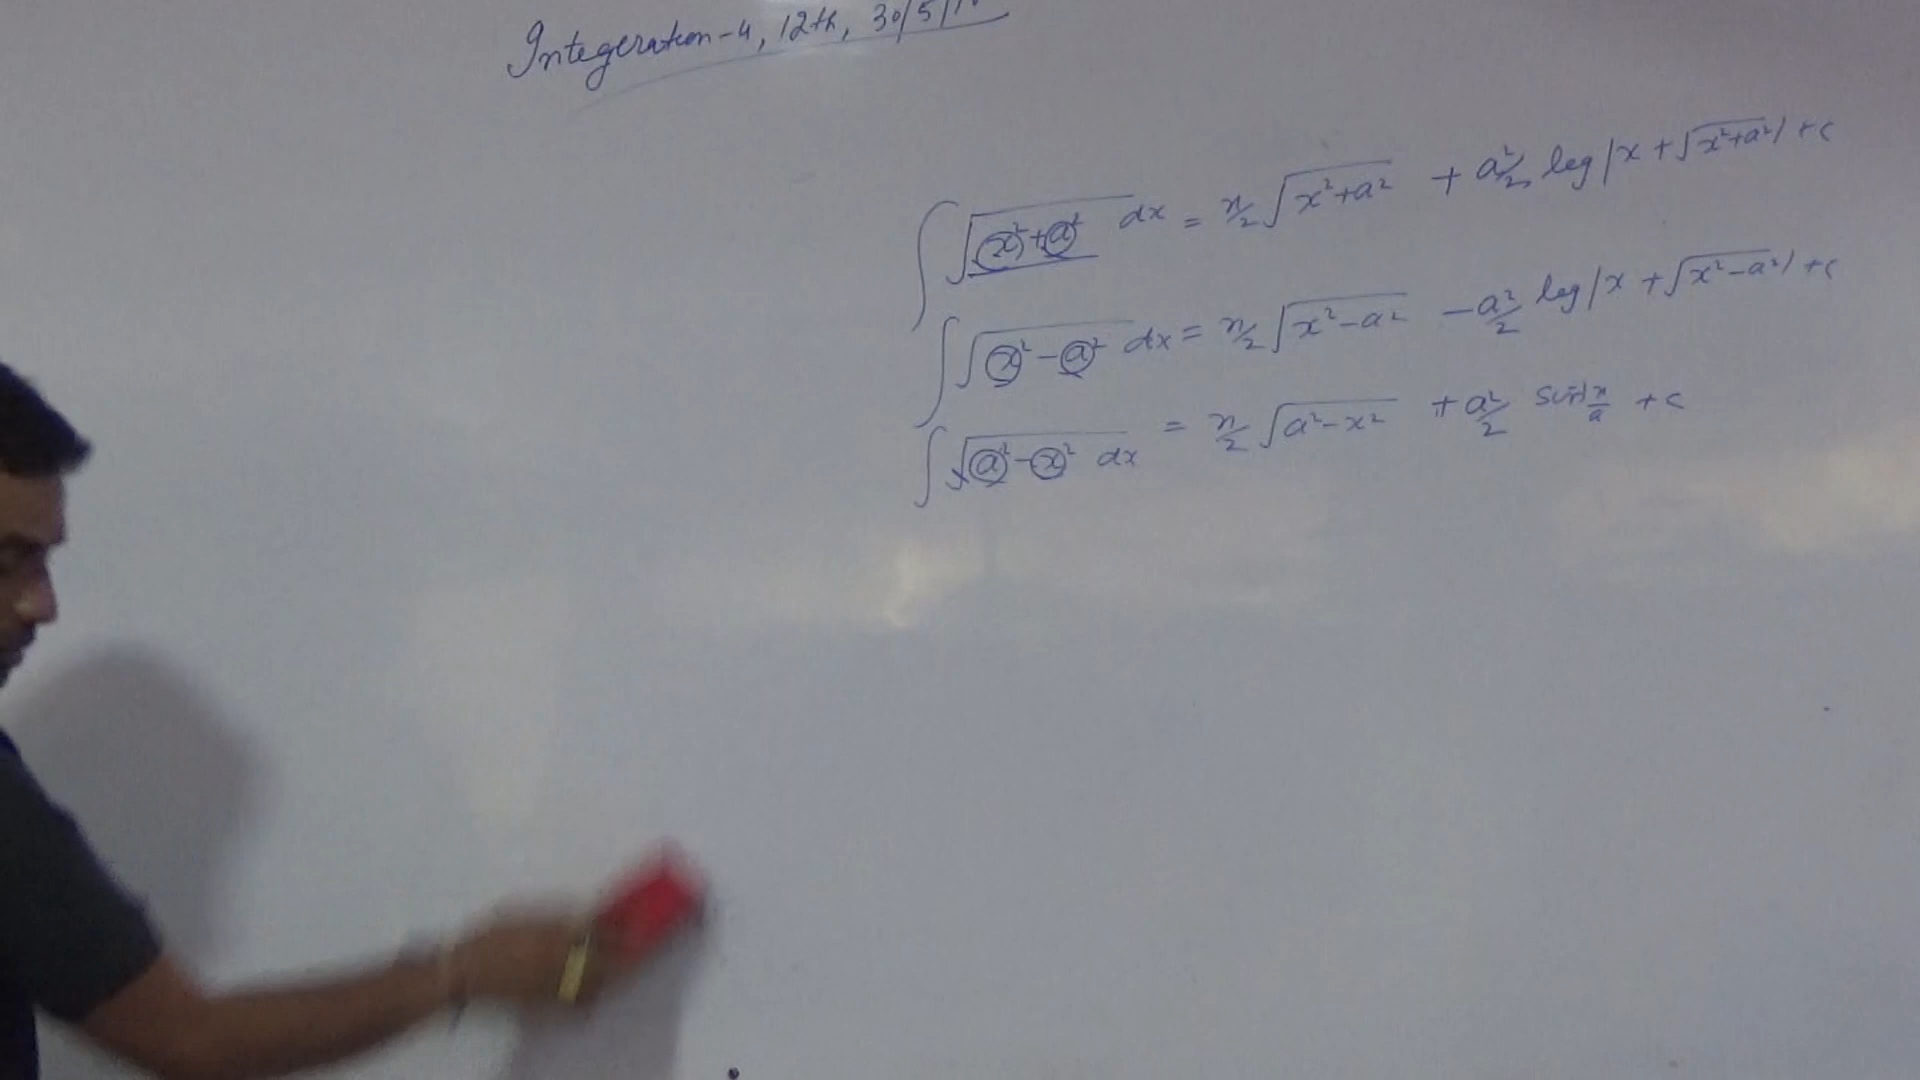 Integeration-4, 12th, 30/5/1
∫√(x²+a²) dx = x/2 √(x²+a²) + a²/2 log|x + √(x²+a²)| + c
∫√(x²-a²) dx = x/2 √(x²-a²) - a²/2 log|x + √(x²-a²)| + c
∫√(a²-x²) dx = x/2 √(a²-x²) + a²/2 sin⁻¹ x/a + c